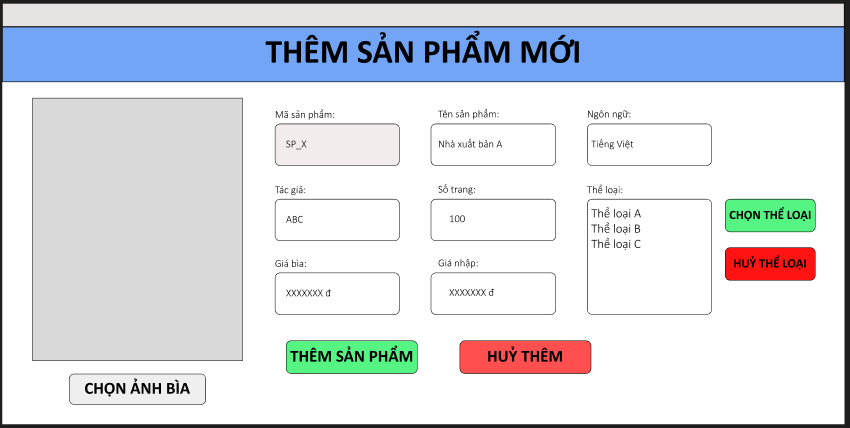 THÊM SẢN PHẨM MỚI
Mã sản phẩm:
Tên sản phẩm:
Ngôn ngữ:
SP_X
Nhà xuất bản A
Tiếng Việt
Tác giả:
Số trang:
Thể loại:
ABC
100
Thể loại A
Thể loại B
Thể loại C
CHỌN THỂ LOẠI
HUỶ THỂ LOẠI
Giá bìa:
Giá nhập:
XXXXXXX đ
XXXXXXX đ
THÊM SẢN PHẨM
HUỶ THÊM
CHỌN ẢNH BÌA